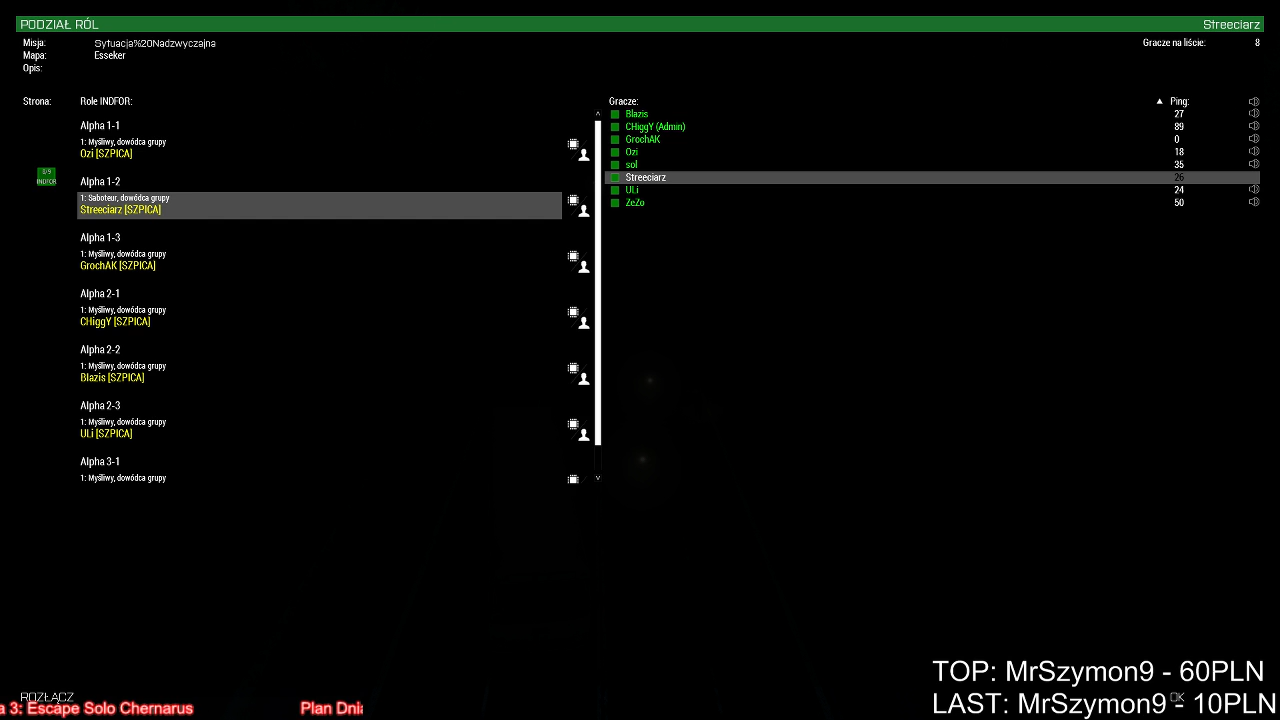 PODZIAŁ RÓL
Streeciarz
Misja: Sytuacja%20Nadzwyczajna
Gracze na liście: 8
Mapa: Esseker
Opis:
Strona:
Role INDFOR:
INDFOR
Alpha 1-1
1: Myśliwy, dowódca grupy
Ozi [SZPICA]
Alpha 1-2
1: Saboteur, dowódca grupy
Streeciarz [SZPICA]
Alpha 1-3
1: Myśliwy, dowódca grupy
GrochAK [SZPICA]
Alpha 2-1
1: Myśliwy, dowódca grupy
CHiggY [SZPICA]
Alpha 2-2
1: Myśliwy, dowódca grupy
Blazis [SZPICA]
Alpha 2-3
1: Myśliwy, dowódca grupy
ULi [SZPICA]
Alpha 3-1
1: Myśliwy, dowódca grupy
Gracze: Ping:
Blazis 27
CHiggY (Admin) 89
GrochAK 0
Ozi 18
sol 35
Streeciarz 26
ULi 24
ZeZo 50
ROZŁĄCZ
OK
a 3: Escape Solo Chernarus Plan Dnia
TOP: MrSzymon9 - 60PLN
LAST: MrSzymon9 - 10PLN